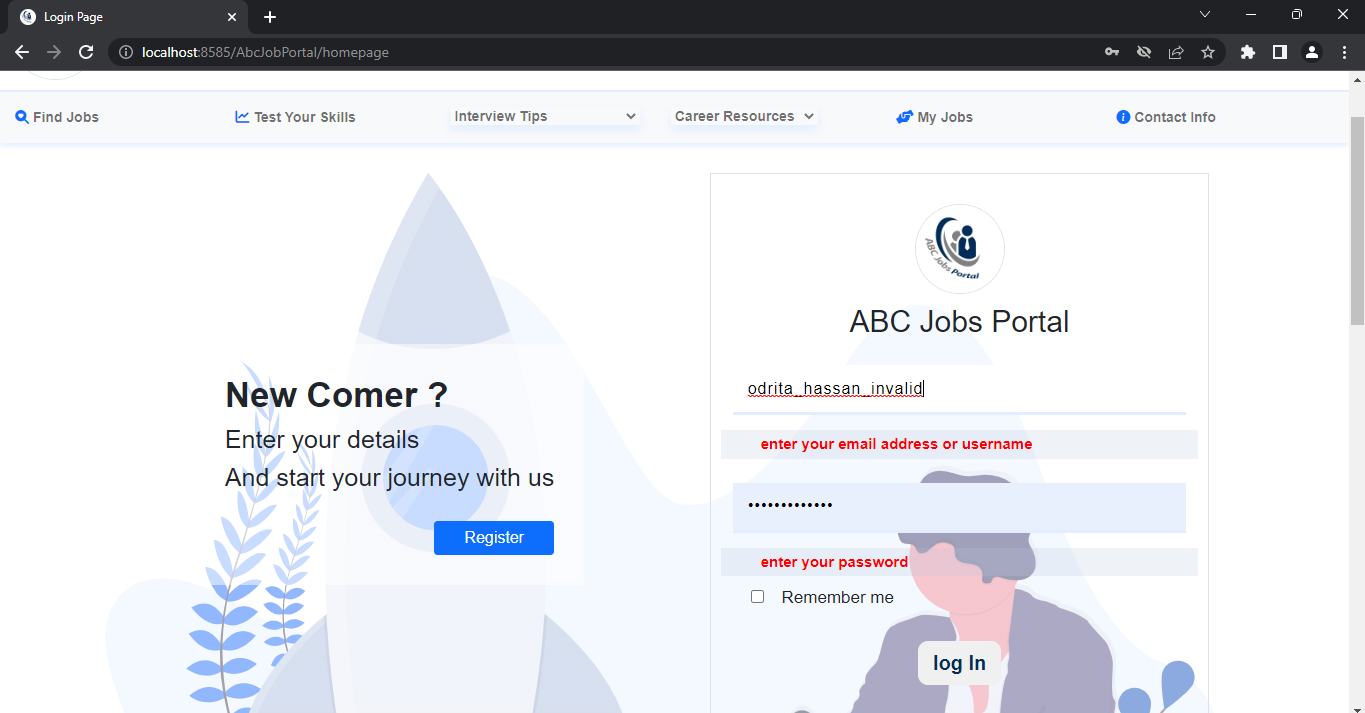 Login Page
localhost:8585/AbcJobPortal/homepage
Find Jobs
Test Your Skills
Interview Tips
Career Resources
My Jobs
Contact Info
New Comer ?
Enter your details
And start your journey with us
Register
ABC Jobs Portal
ABC Jobs Portal
odrita_hassan_invalid
enter your email address or username
•••••••••••••
enter your password
Remember me
log In